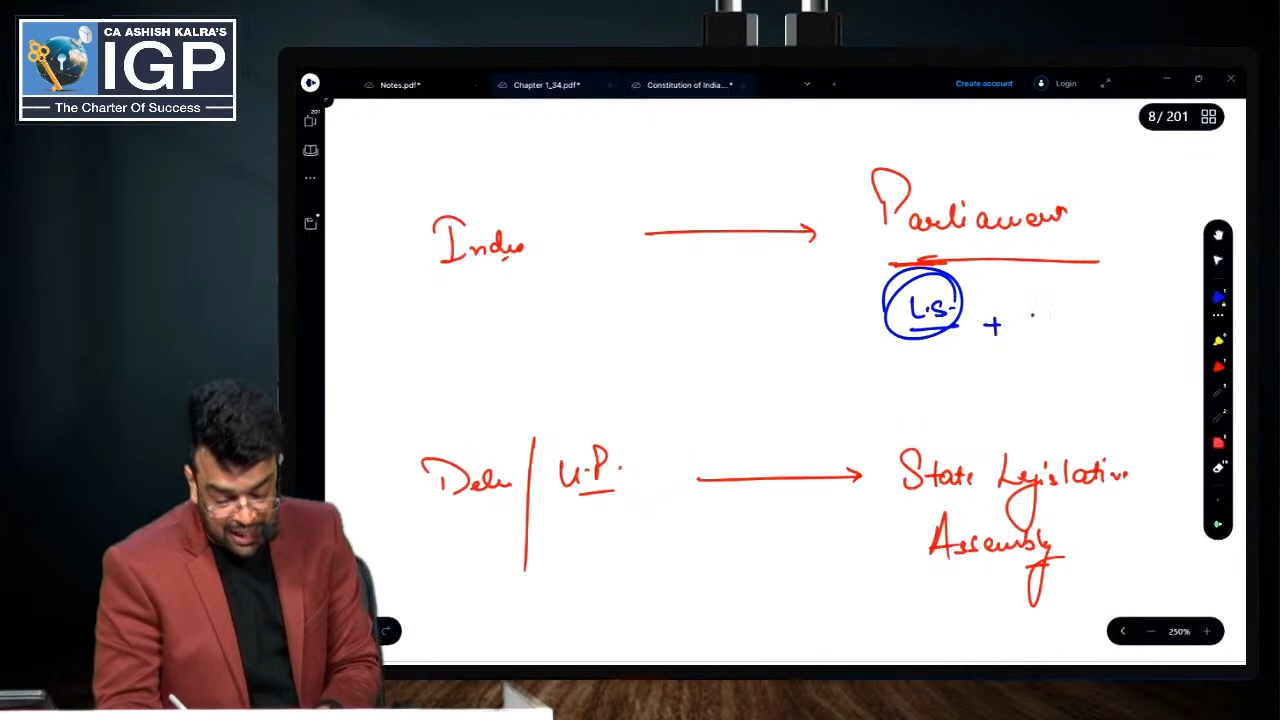 CA ASHISH KALRA'S
IGP
The Charter Of Success
Notes.pdf*
Chapter 1_34.pdf*
Constitution of India....*
Create account
Login
201
8 / 201
India
Parliament
L.S.
+
Delhi / U.P.
State Legislative
Assembly
250%